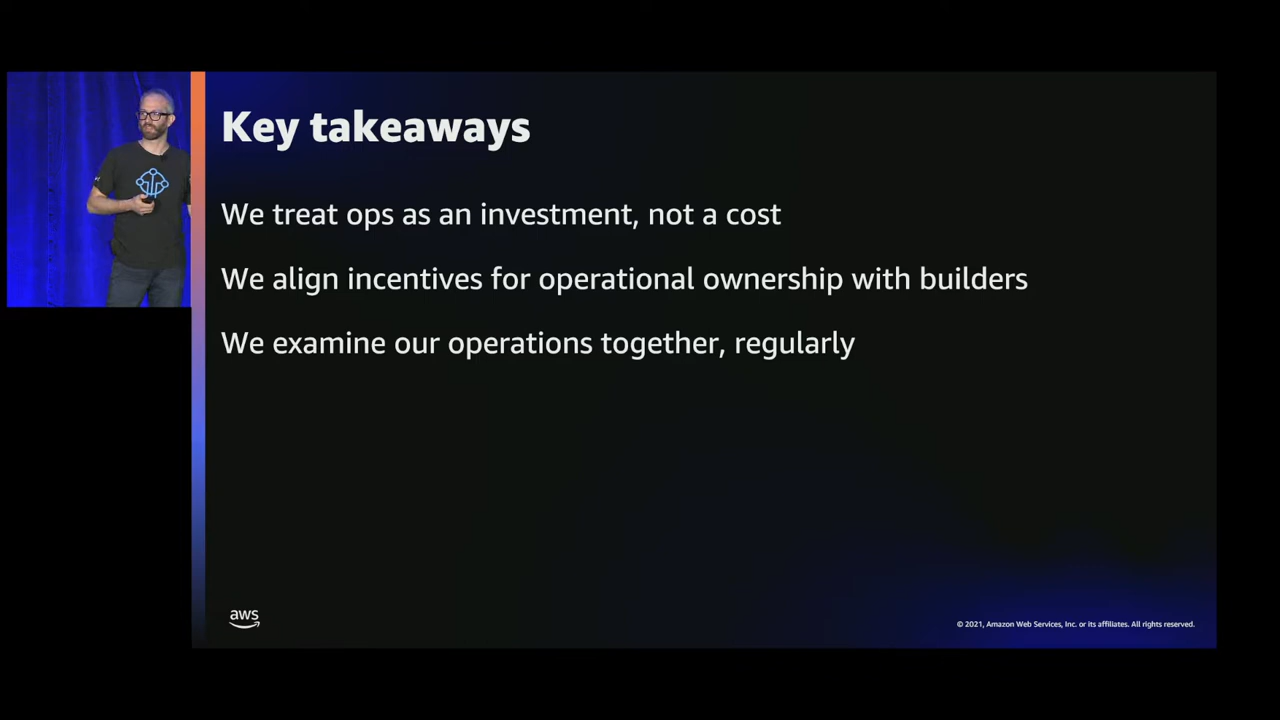 Key takeaways
We treat ops as an investment, not a cost
We align incentives for operational ownership with builders
We examine our operations together, regularly
aws
© 2021, Amazon Web Services, Inc. or its affiliates. All rights reserved.